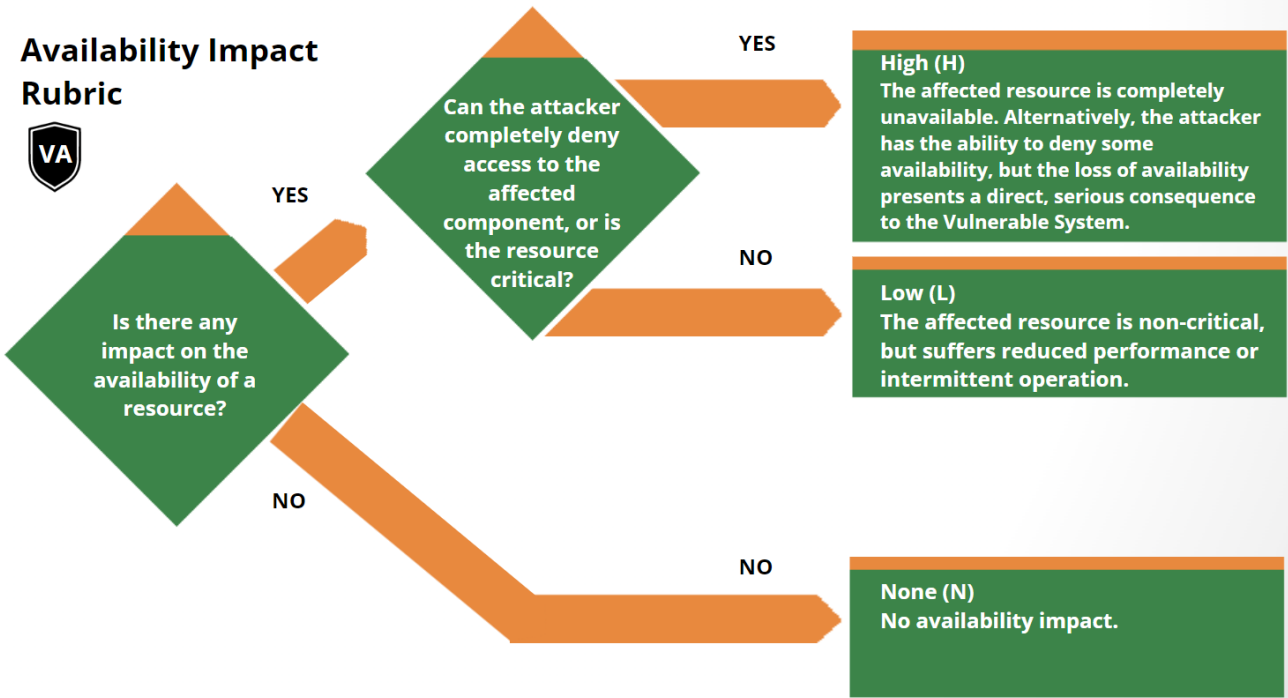 Availability Impact
Rubric
VA
Is there any
impact on the
availability of a
resource?
YES
NO
Can the attacker
completely deny
access to the
affected
component, or is
the resource
critical?
YES
High (H)
The affected resource is completely
unavailable. Alternatively, the attacker
has the ability to deny some
availability, but the loss of availability
presents a direct, serious consequence
to the Vulnerable System.
NO
Low (L)
The affected resource is non-critical,
but suffers reduced performance or
intermittent operation.
NO
None (N)
No availability impact.